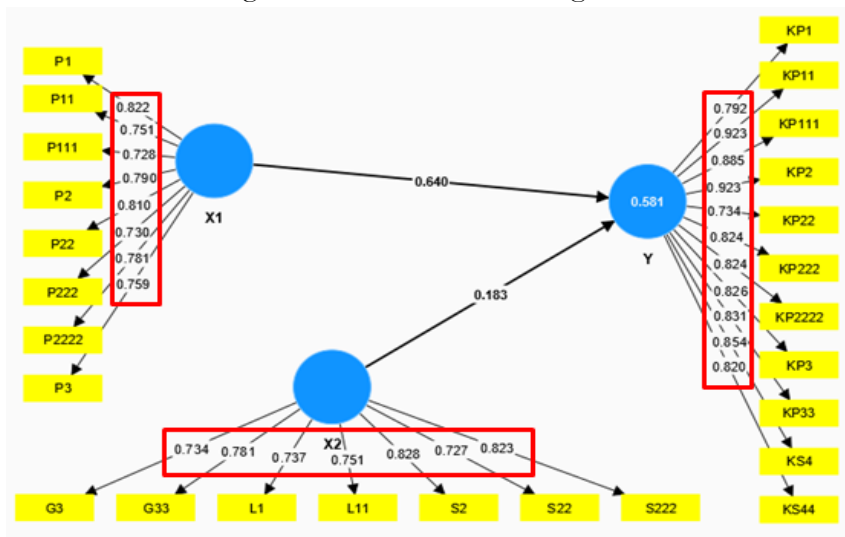 P1
P11
P111
P2
P22
P222
P2222
P3
0.822
0.751
0.728
0.790
0.810
0.730
0.781
0.759
X1
0.640
0.183
0.581
Y
0.792
0.923
0.885
0.923
0.734
0.824
0.824
0.826
0.831
0.854
0.820
KP1
KP11
KP111
KP2
KP22
KP222
KP2222
KP3
KP33
KS4
KS44
X2
0.734
0.781
0.737
0.751
0.828
0.727
0.823
G3
G33
L1
L11
S2
S22
S222